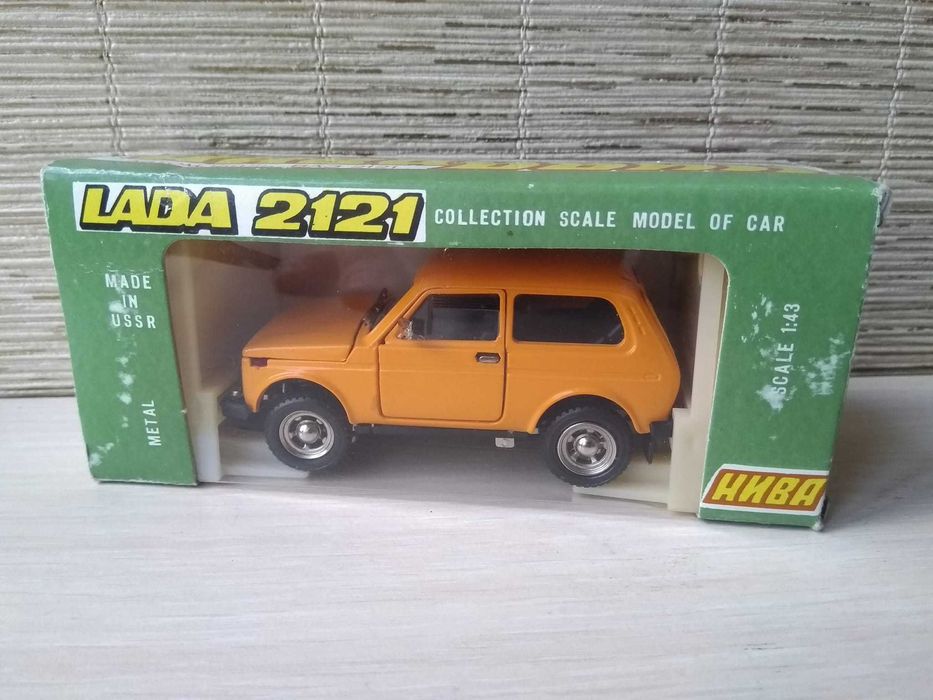 LADA 2121 COLLECTION SCALE MODEL OF CAR
MADE
IN
USSR
METAL
SCALE 1:43
НИВА